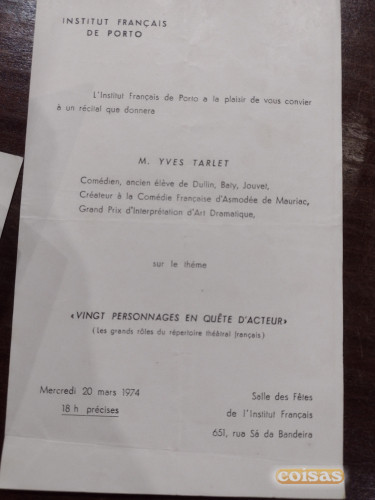 INSTITUT FRANÇAIS
DE PORTO
L'Institut Français de Porto a le plaisir de vous convier
à un récital que donnera
M. YVES TARLET
Comédien, ancien élève de Dullin, Baty, Jouvet,
Créateur à la Comédie Française d'Asmodée de Mauriac,
Grand Prix d'Interprétation d'Art Dramatique,
sur le thème
«VINGT PERSONNAGES EN QUÊTE D'ACTEUR»
(Les grands rôles du répertoire théâtral français)
Mercredi 20 mars 1974
18 h précises
Salle des Fêtes
de l'Institut Français
651, rue Sá da Bandeira
coisas